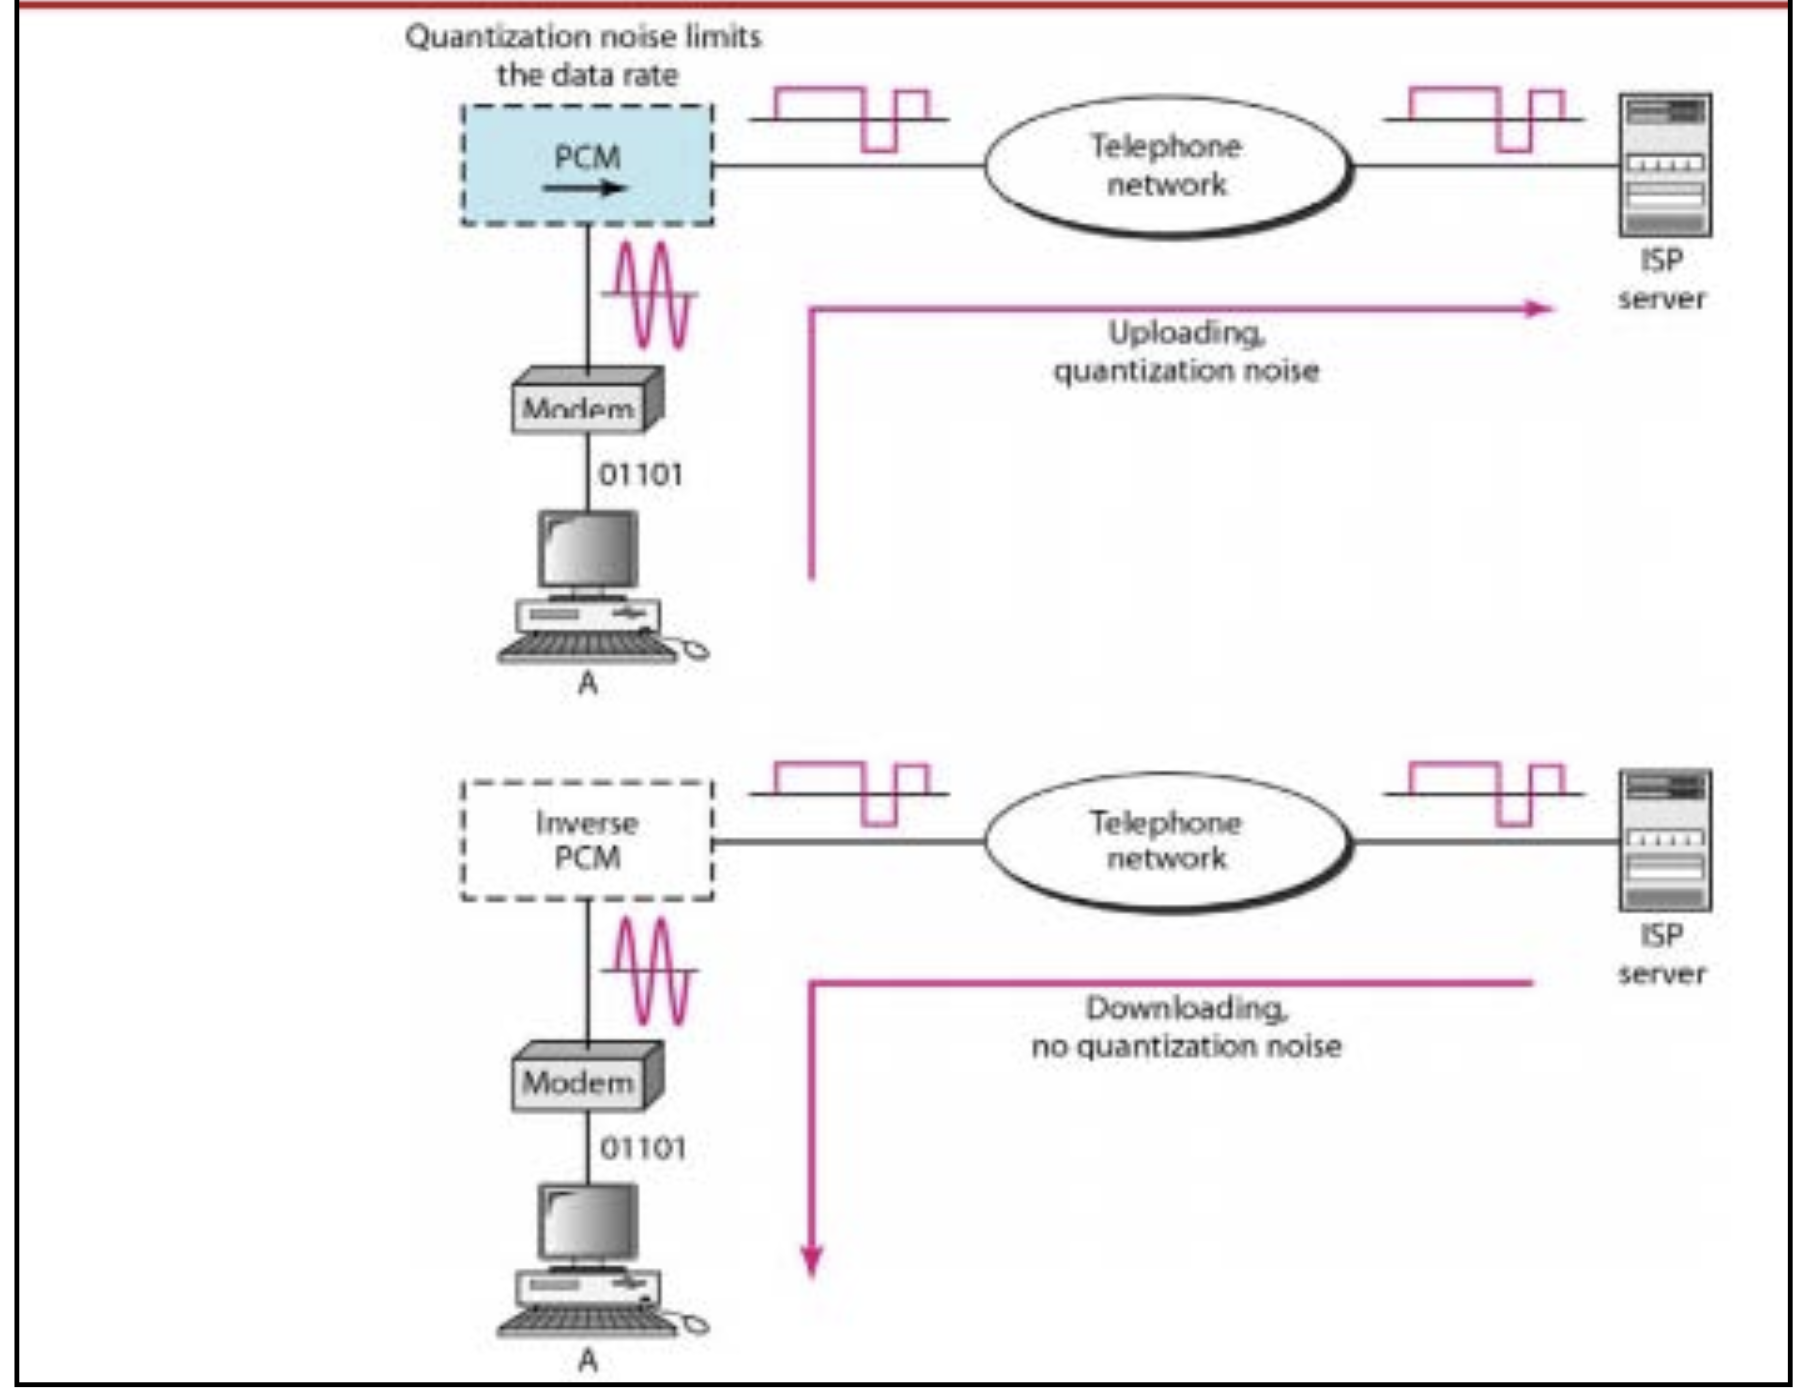 Quantization noise limits
the data rate
PCM
Telephone
network
ISP
server
Uploading,
quantization noise
Modem
01101
A
Inverse
PCM
Telephone
network
ISP
server
Downloading,
no quantization noise
Modem
01101
A